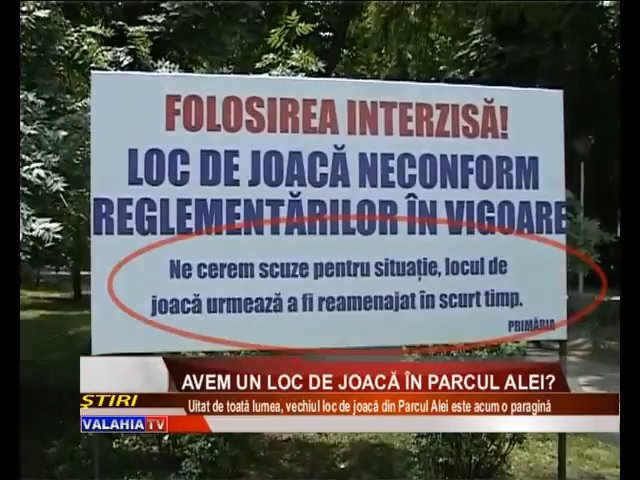 FOLOSIREA INTERZISĂ!
LOC DE JOACĂ NECONFORM
REGLEMENTĂRILOR ÎN VIGOARE
Ne cerem scuze pentru situaţie, locul de
joacă urmează a fi reamenajat în scurt timp.
PRIMĂRIA
AVEM UN LOC DE JOACĂ ÎN PARCUL ALEI?
ŞTIRI
Uitat de toată lumea, vechiul loc de joacă din Parcul Alei este acum o paragină
VALAHIA TV